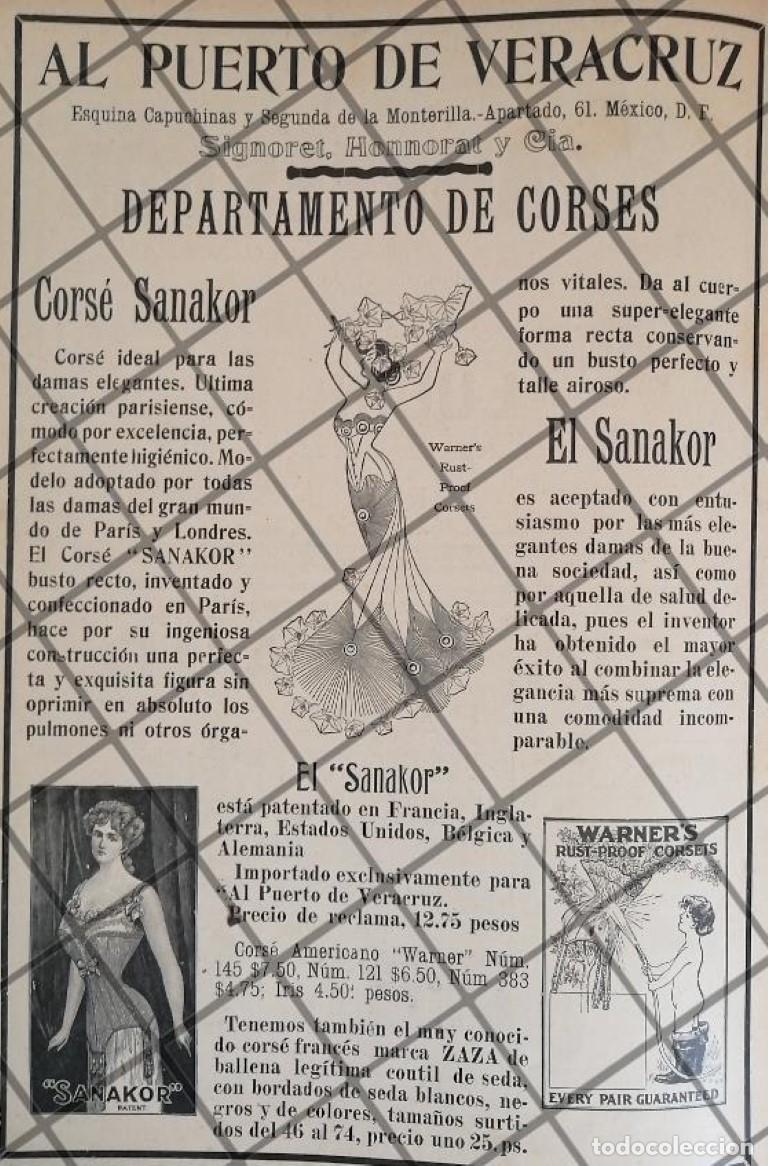 AL PUERTO DE VERACRUZ
Esquina Capuchinas y Segunda de la Monterilla.-Apartado, 61. México, D. F.
Signoret, Honnorat y Cia.
DEPARTAMENTO DE CORSES
Corsé Sanakor
Corsé ideal para las
damas elegantes. Ultima
creación parisiense, có-
modo por excelencia, per-
fectamente higiénico. Mo-
delo adoptado por todas
las damas del gran mun-
do de París y Londres.
El Corsé "SANAKOR"
busto recto, inventado y
confeccionado en París,
hace por su ingeniosa
construcción una perfec-
ta y exquisita figura sin
oprimir en absoluto los
pulmones ni otros órga-
Warner's
Rust-
Proof
Corsets
nos vitales. Da al cuer-
po una super-elegante
forma recta conservan-
do un busto perfecto y
talle airoso.
El Sanakor
es aceptado con entu-
siasmo por las más ele-
gantes damas de la bue-
na sociedad, así como
por aquella de salud de-
licada, pues el inventor
ha obtenido el mayor
éxito al combinar la ele-
gancia más suprema con
una comodidad incom-
parable.
El "Sanakor"
está patentado en Francia, Ingla-
terra, Estados Unidos, Bélgica y
Alemania
Importado exclusivamente para
"Al Puerto de Veracruz.
Precio de reclama, 12.75 pesos
Corsé Americano "Warner" Núm.
145 $7.50, Núm. 121 $6.50, Núm 383
$4.75; Iris 4.50: pesos.
Tenemos también el muy conoci-
do corsé francés marca ZAZA de
ballena legítima coutil de seda,
con bordados de seda blancos, ne-
gros y de colores, tamaños surti-
dos del 46 al 74, precio uno 25. ps.
"SANAKOR"
PATENT
WARNER'S
RUST-PROOF CORSETS
EVERY PAIR GUARANTEED
todocoleccion